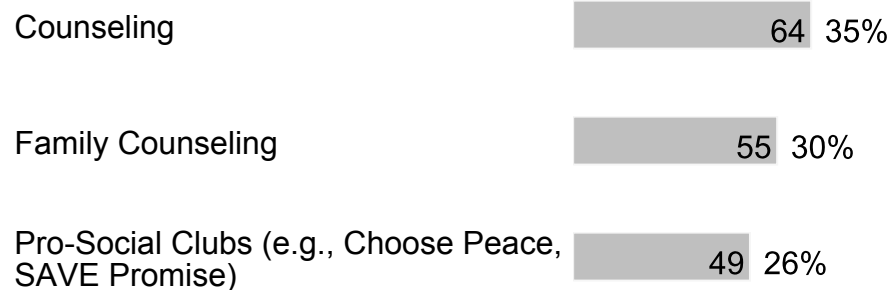 Counseling 64 35%
Family Counseling 55 30%
Pro-Social Clubs (e.g., Choose Peace,
SAVE Promise) 49 26%